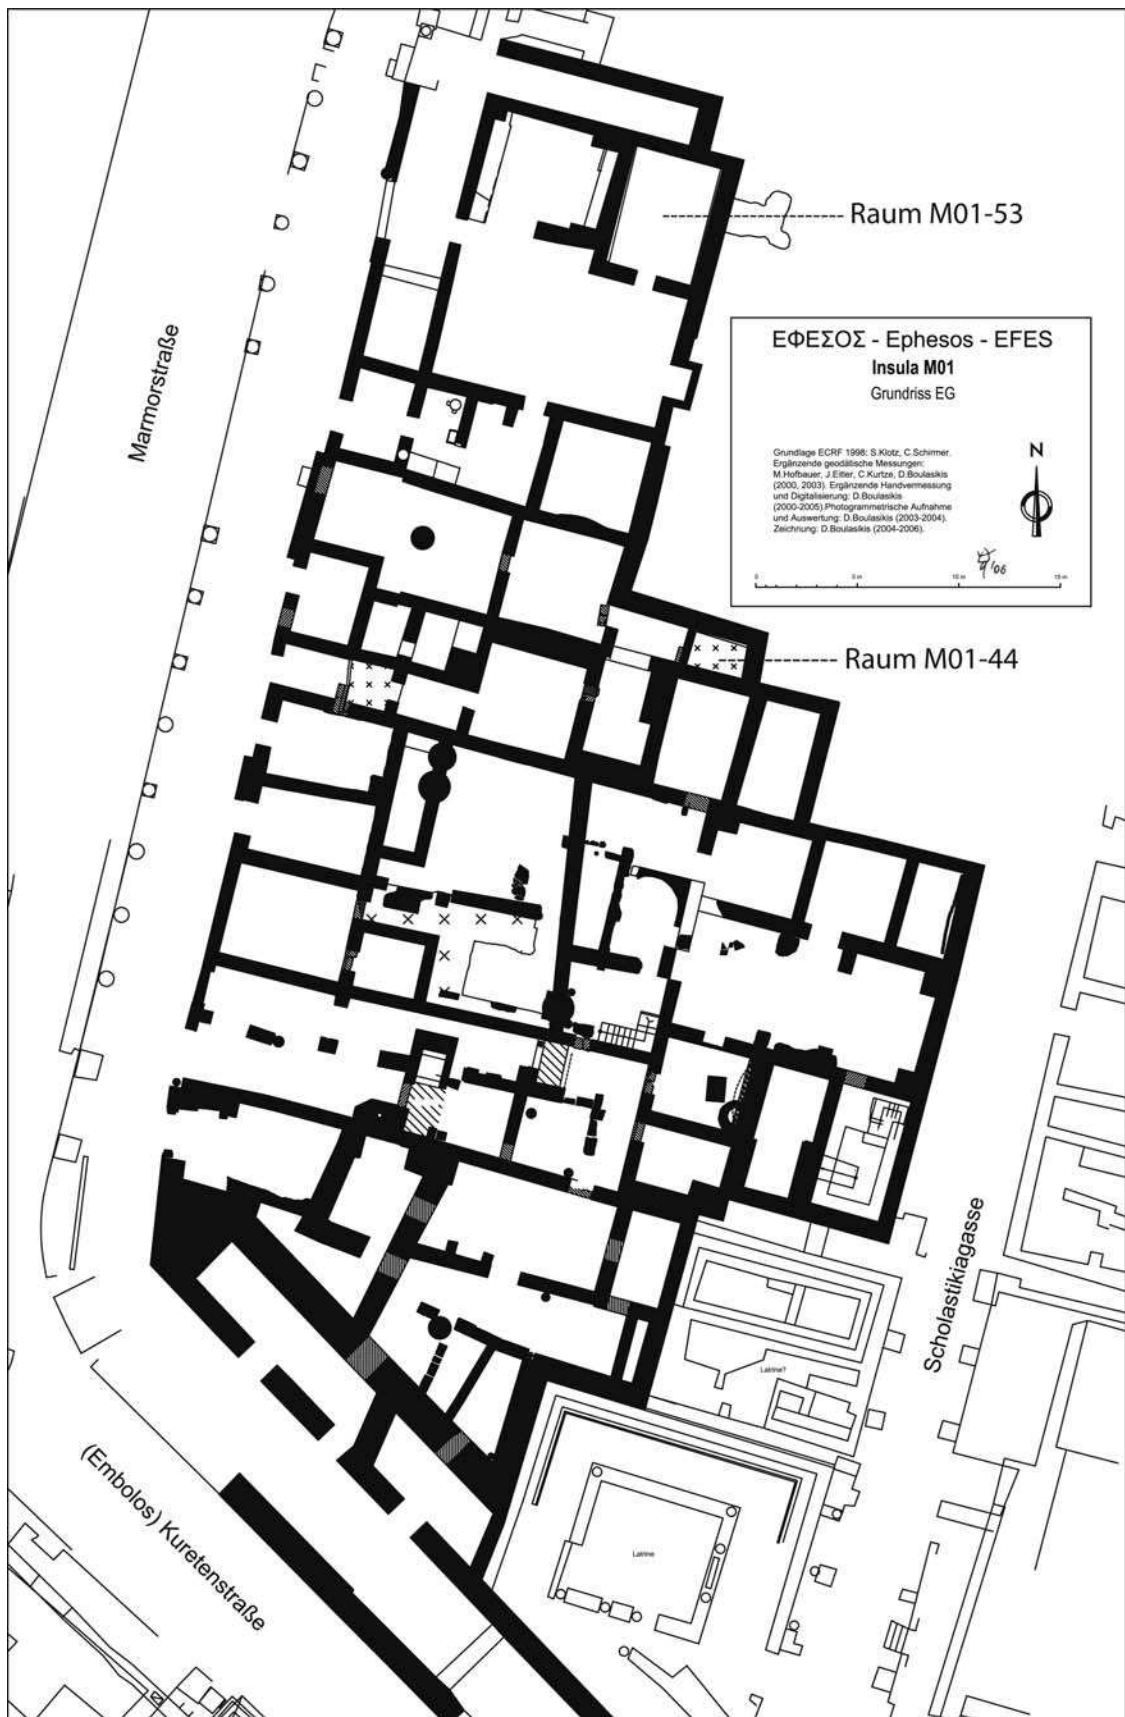 Raum M01-53
ΕΦΕΣΟΣ - Ephesos - EFES
Insula M01
Grundriss EG
Grundlage ECRF 1998: S.Klotz, C.Schirmer.
Ergänzende geodätische Messungen:
M.Hofbauer, J.Eitler, C.Kurtze, D.Boulasikis
(2000, 2003). Ergänzende Handvermessung
und Digitalisierung: D.Boulasikis
(2000-2005).Photogrammetrische Aufnahme
und Auswertung: D.Boulasikis (2003-2004).
Zeichnung: D.Boulasikis (2004-2006).
N
'06
0 5 m 10 m 15 m
Marmorstraße
Raum M01-44
Scholastikiagasse
Latrine?
Latrine
(Embolos) Kuretenstraße